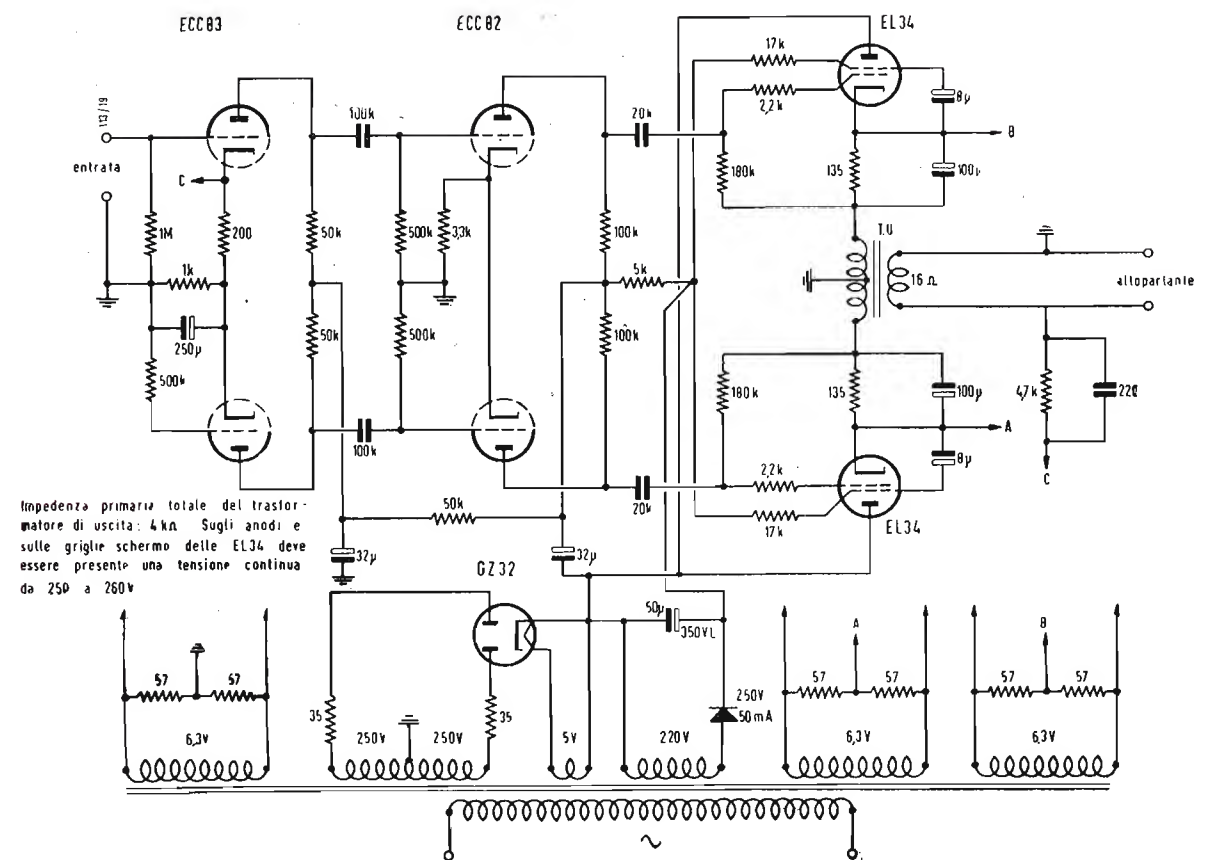 ECC83
ECC82
EL34
113/19
entrata
C
1M
200
1k
250µ
500k
50k
50k
100k
100k
500k
500k
3,3k
100k
100k
5k
20k
20k
17k
2,2k
180k
135
8µ
100µ
B
T.U
16 Ω
altoparlante
180k
135
100µ
A
8µ
2,2k
17k
EL34
4,7k
220
C
Impedenza primaria totale del trasfor-
matore di uscita: 4 kΩ Sugli anodi e
sulle griglie schermo delle EL34 deve
essere presente una tensione continua
da 250 a 260 V
50k
32µ
32µ
GZ32
50µ
350VL
250V
50mA
57
57
6,3V
35
35
250V
250V
5V
220V
A
57
57
6,3V
B
57
57
6,3V
~